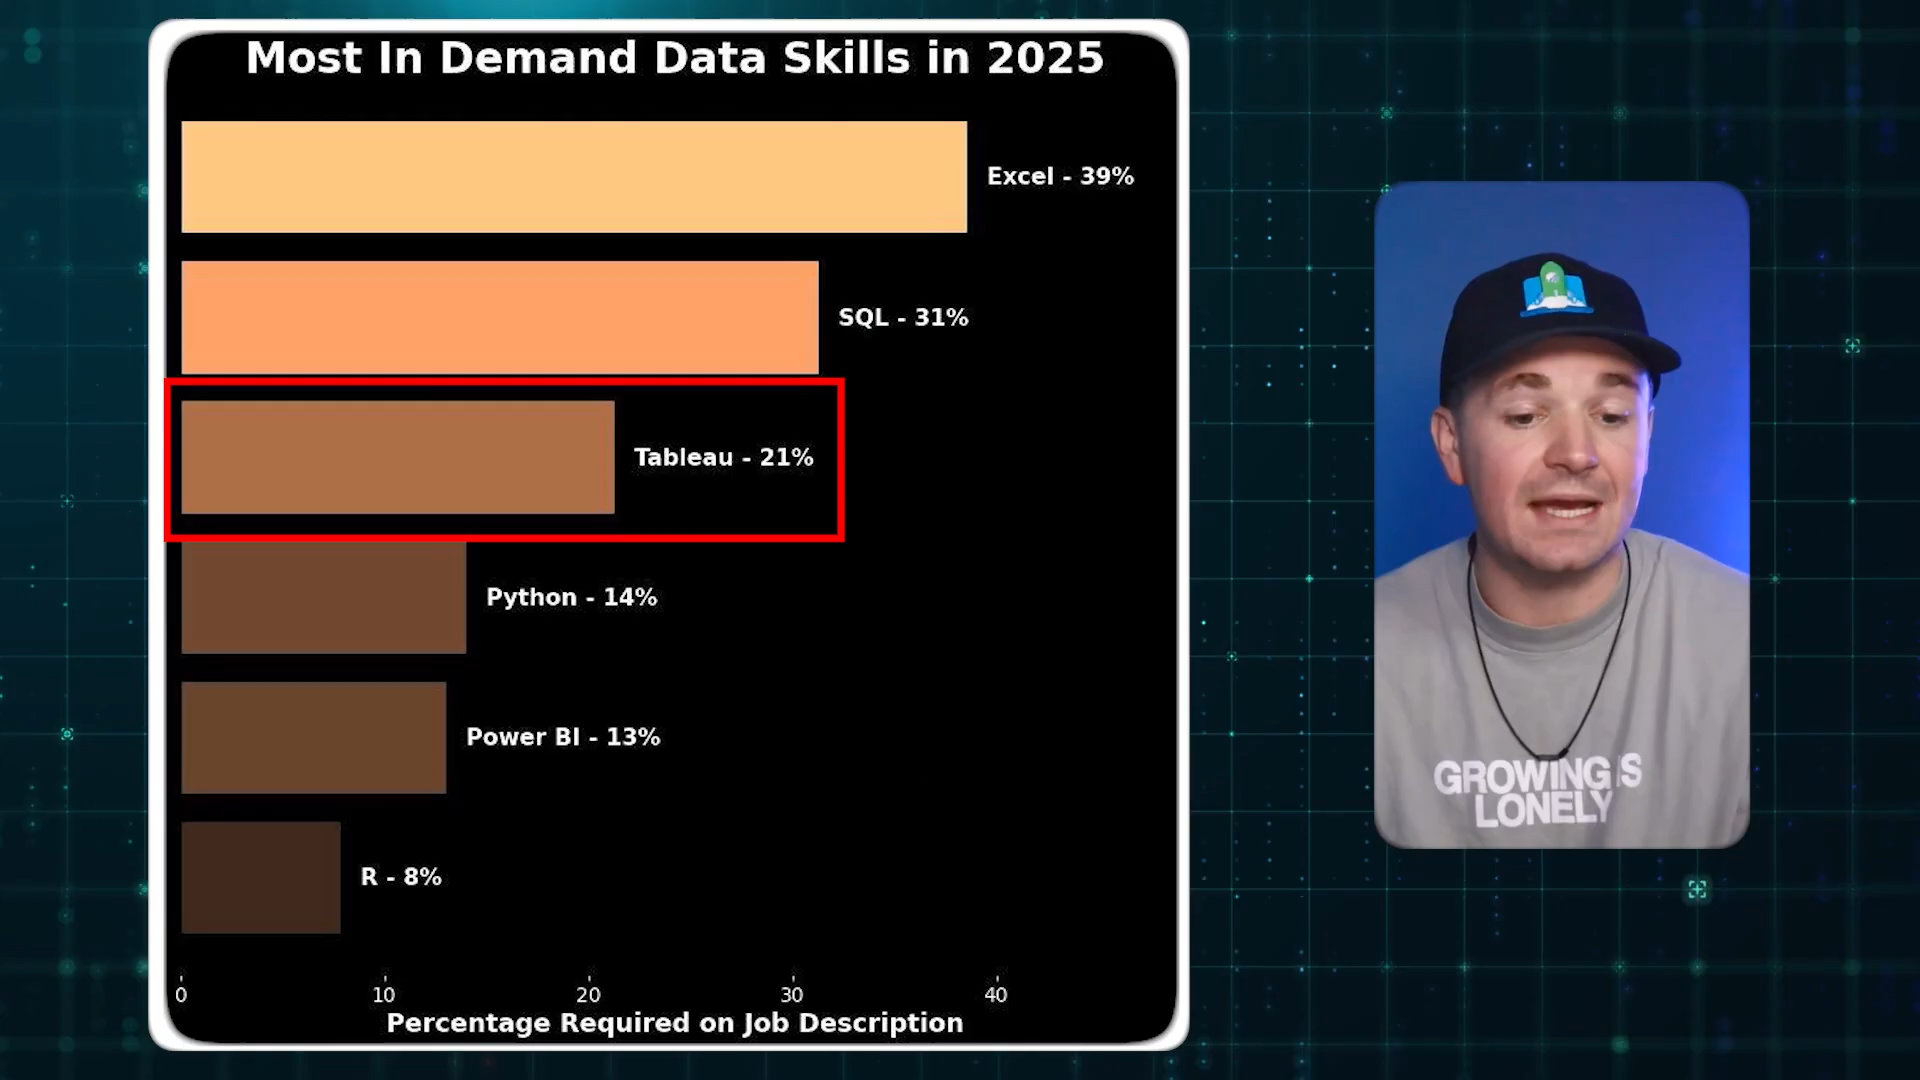 Most In Demand Data Skills in 2025
Excel - 39%
SQL - 31%
Tableau - 21%
Python - 14%
Power BI - 13%
R - 8%
0 10 20 30 40
Percentage Required on Job Description
GROWING IS
LONELY